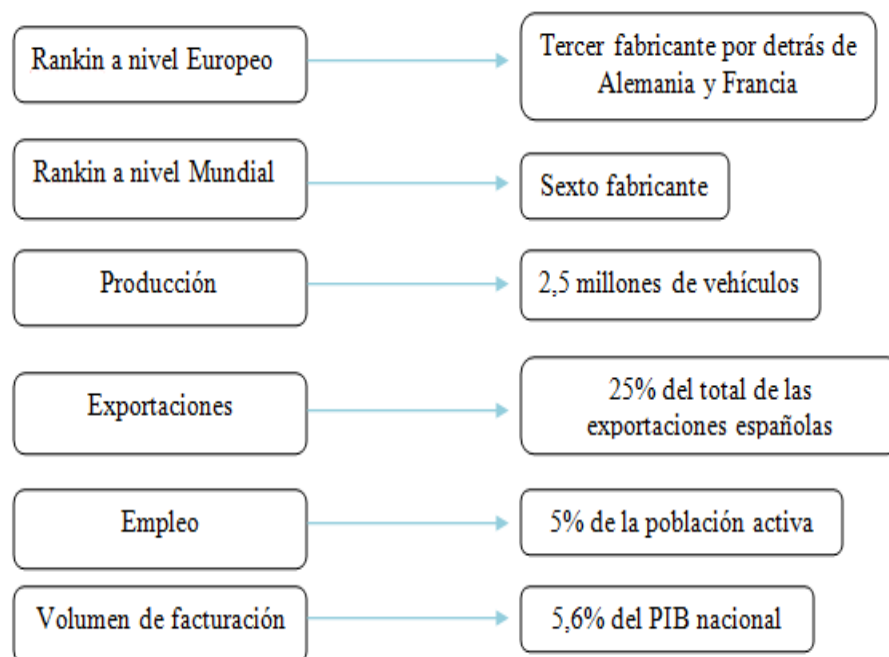 Rankin a nivel Europeo
Tercer fabricante por detrás de
Alemania y Francia
Rankin a nivel Mundial
Sexto fabricante
Producción
2,5 millones de vehículos
Exportaciones
25% del total de las
exportaciones españolas
Empleo
5% de la población activa
Volumen de facturación
5,6% del PIB nacional